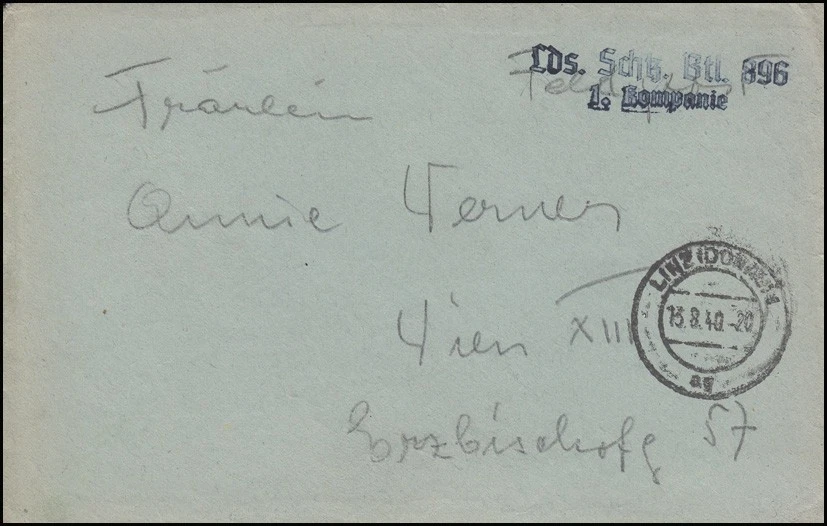 Lds. Schtz. Btl. 896
Feldpost
1. Kompanie
Fräulein
Annie Werner
Wien XIII
Erzbischofg 57
LINZ (DONAU) 1
13.8.40.-20
ag